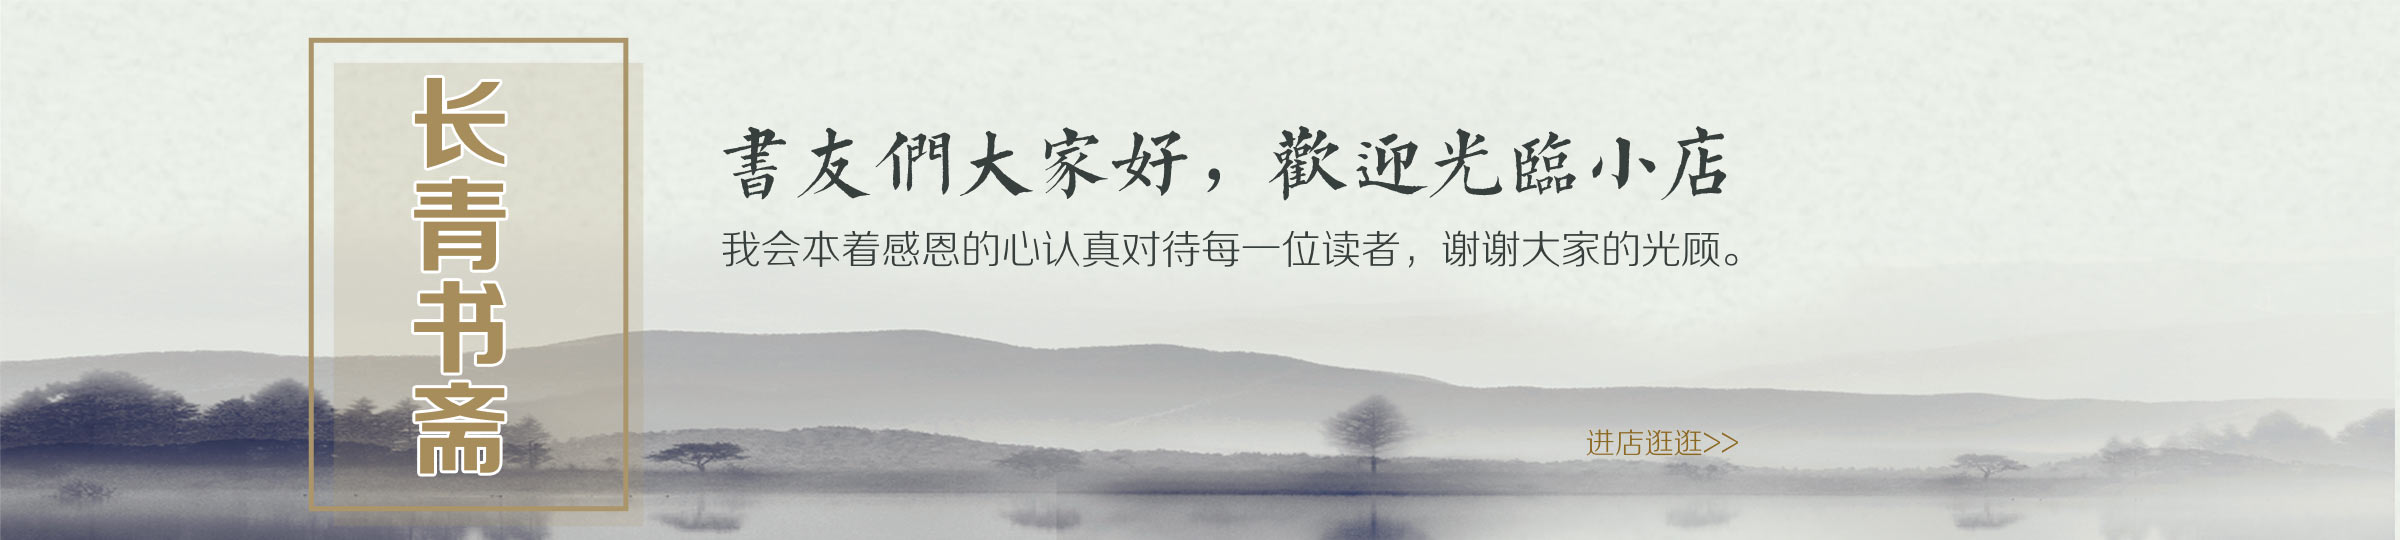 长青书斋
書友們大家好，歡迎光臨小店
我会本着感恩的心认真对待每一位读者，谢谢大家的光顾。
进店逛逛>>